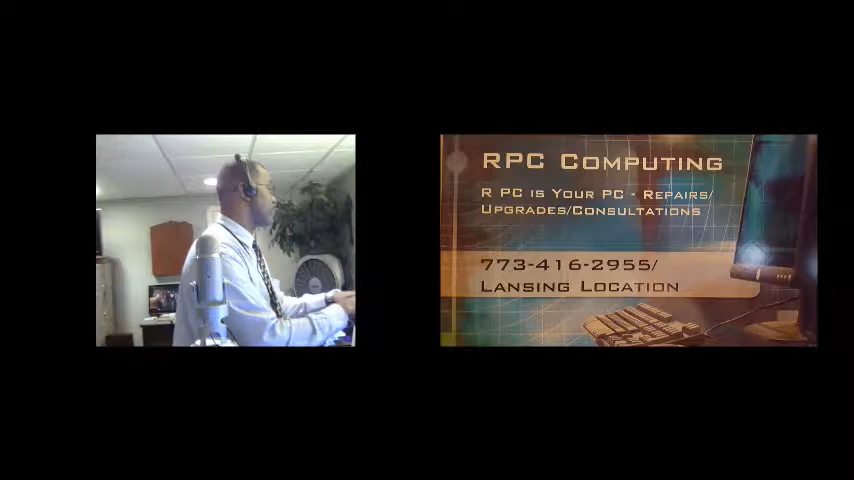 RPC Computing
R PC is Your PC - Repairs/
Upgrades/Consultations
773-416-2955/
Lansing Location